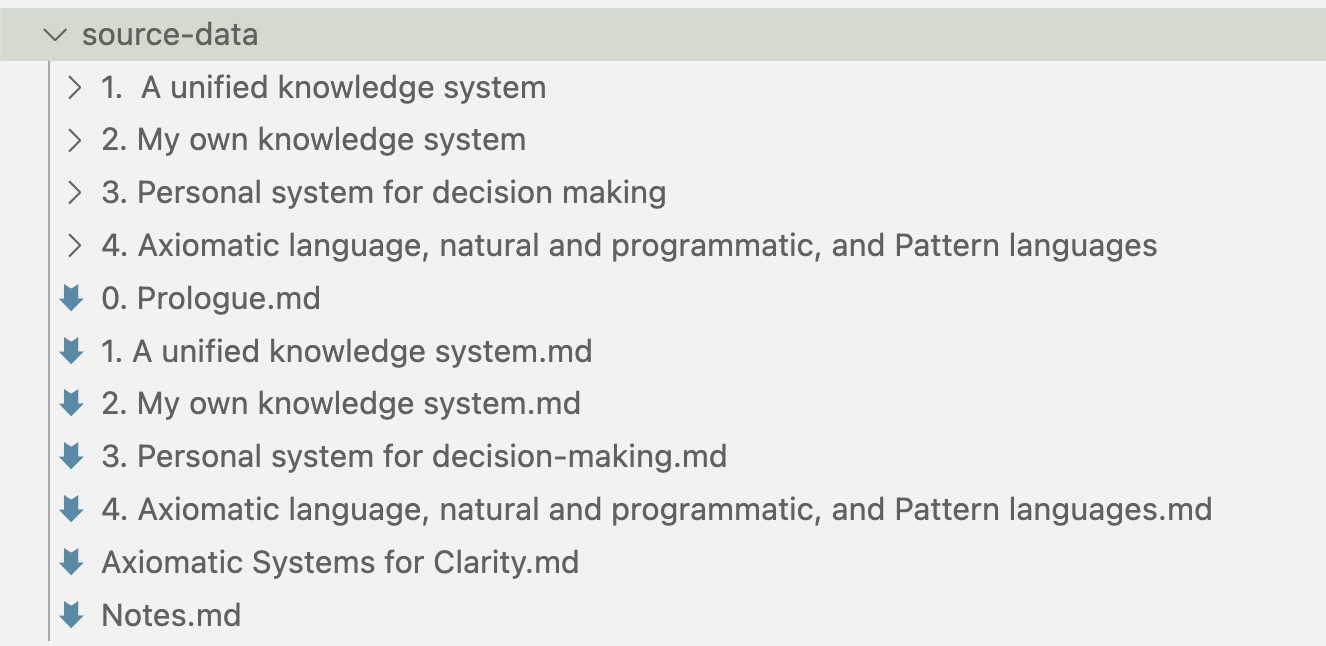 source-data
1.  A unified knowledge system
2. My own knowledge system
3. Personal system for decision making
4. Axiomatic language, natural and programmatic, and Pattern languages
0. Prologue.md
1. A unified knowledge system.md
2. My own knowledge system.md
3. Personal system for decision-making.md
4. Axiomatic language, natural and programmatic, and Pattern languages.md
Axiomatic Systems for Clarity.md
Notes.md